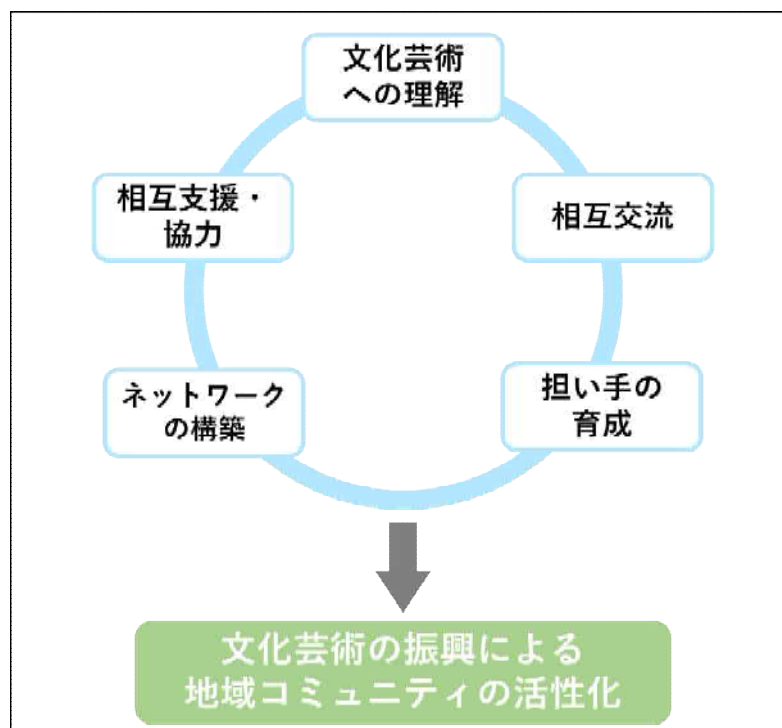 文化芸術
への理解
相互支援・
協力
相互交流
ネットワーク
の構築
担い手の
育成
文化芸術の振興による
地域コミュニティの活性化